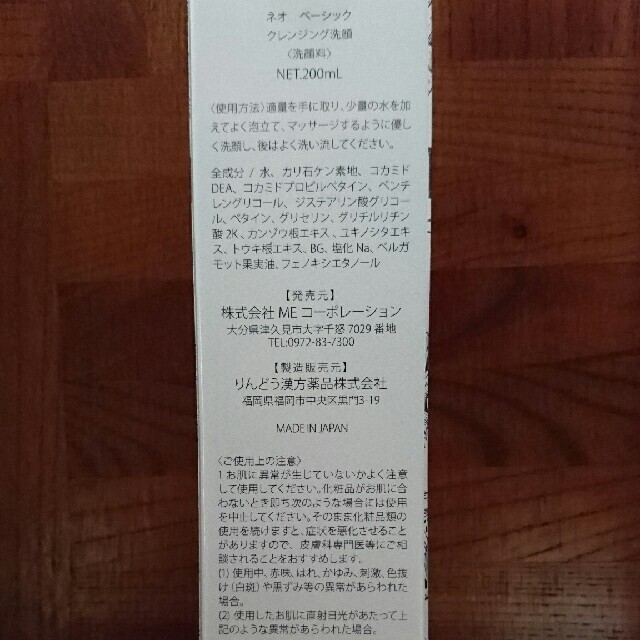 ネオ　ベーシック
クレンジング洗顔
〈洗顔料〉
NET.200mL
〈使用方法〉適量を手に取り、少量の水を加
えてよく泡立て、マッサージするように優し
く洗顔し、後はよく洗い流してください。
全成分 / 水、カリ石ケン素地、コカミド
DEA、コカミドプロピルベタイン、ペンチ
レングリコール、ジステアリン酸グリコー
ル、ベタイン、グリセリン、グリチルリチン
酸 2K、カンゾウ根エキス、ユキノシタエキ
ス、トウキ根エキス、BG、塩化 Na、ベルガ
モット果実油、フェノキシエタノール
【発売元】
株式会社 ME コーポレーション
大分県津久見市大字千怒 7029 番地
TEL:0972-83-7300
【製造販売元】
りんどう漢方薬品株式会社
福岡県福岡市中央区黒門3-19
MADE IN JAPAN
〈ご使用上の注意〉
1 お肌に異常が生じていないかよく注意
して使用してください。化粧品がお肌に合
わないとき即ち次のような場合には使用
を中止してください。そのまま化粧品類の
使用を続けますと、症状を悪化させること
がありますので、皮膚科専門医等にご相
談されることをおすすめします。
(1) 使用中、赤味、はれ、かゆみ、刺激、色抜
け（白斑）や黒ずみ等の異常があらわれた
場合。
(2) 使用したお肌に直射日光があたって上
記のような異常があらわれた場合。